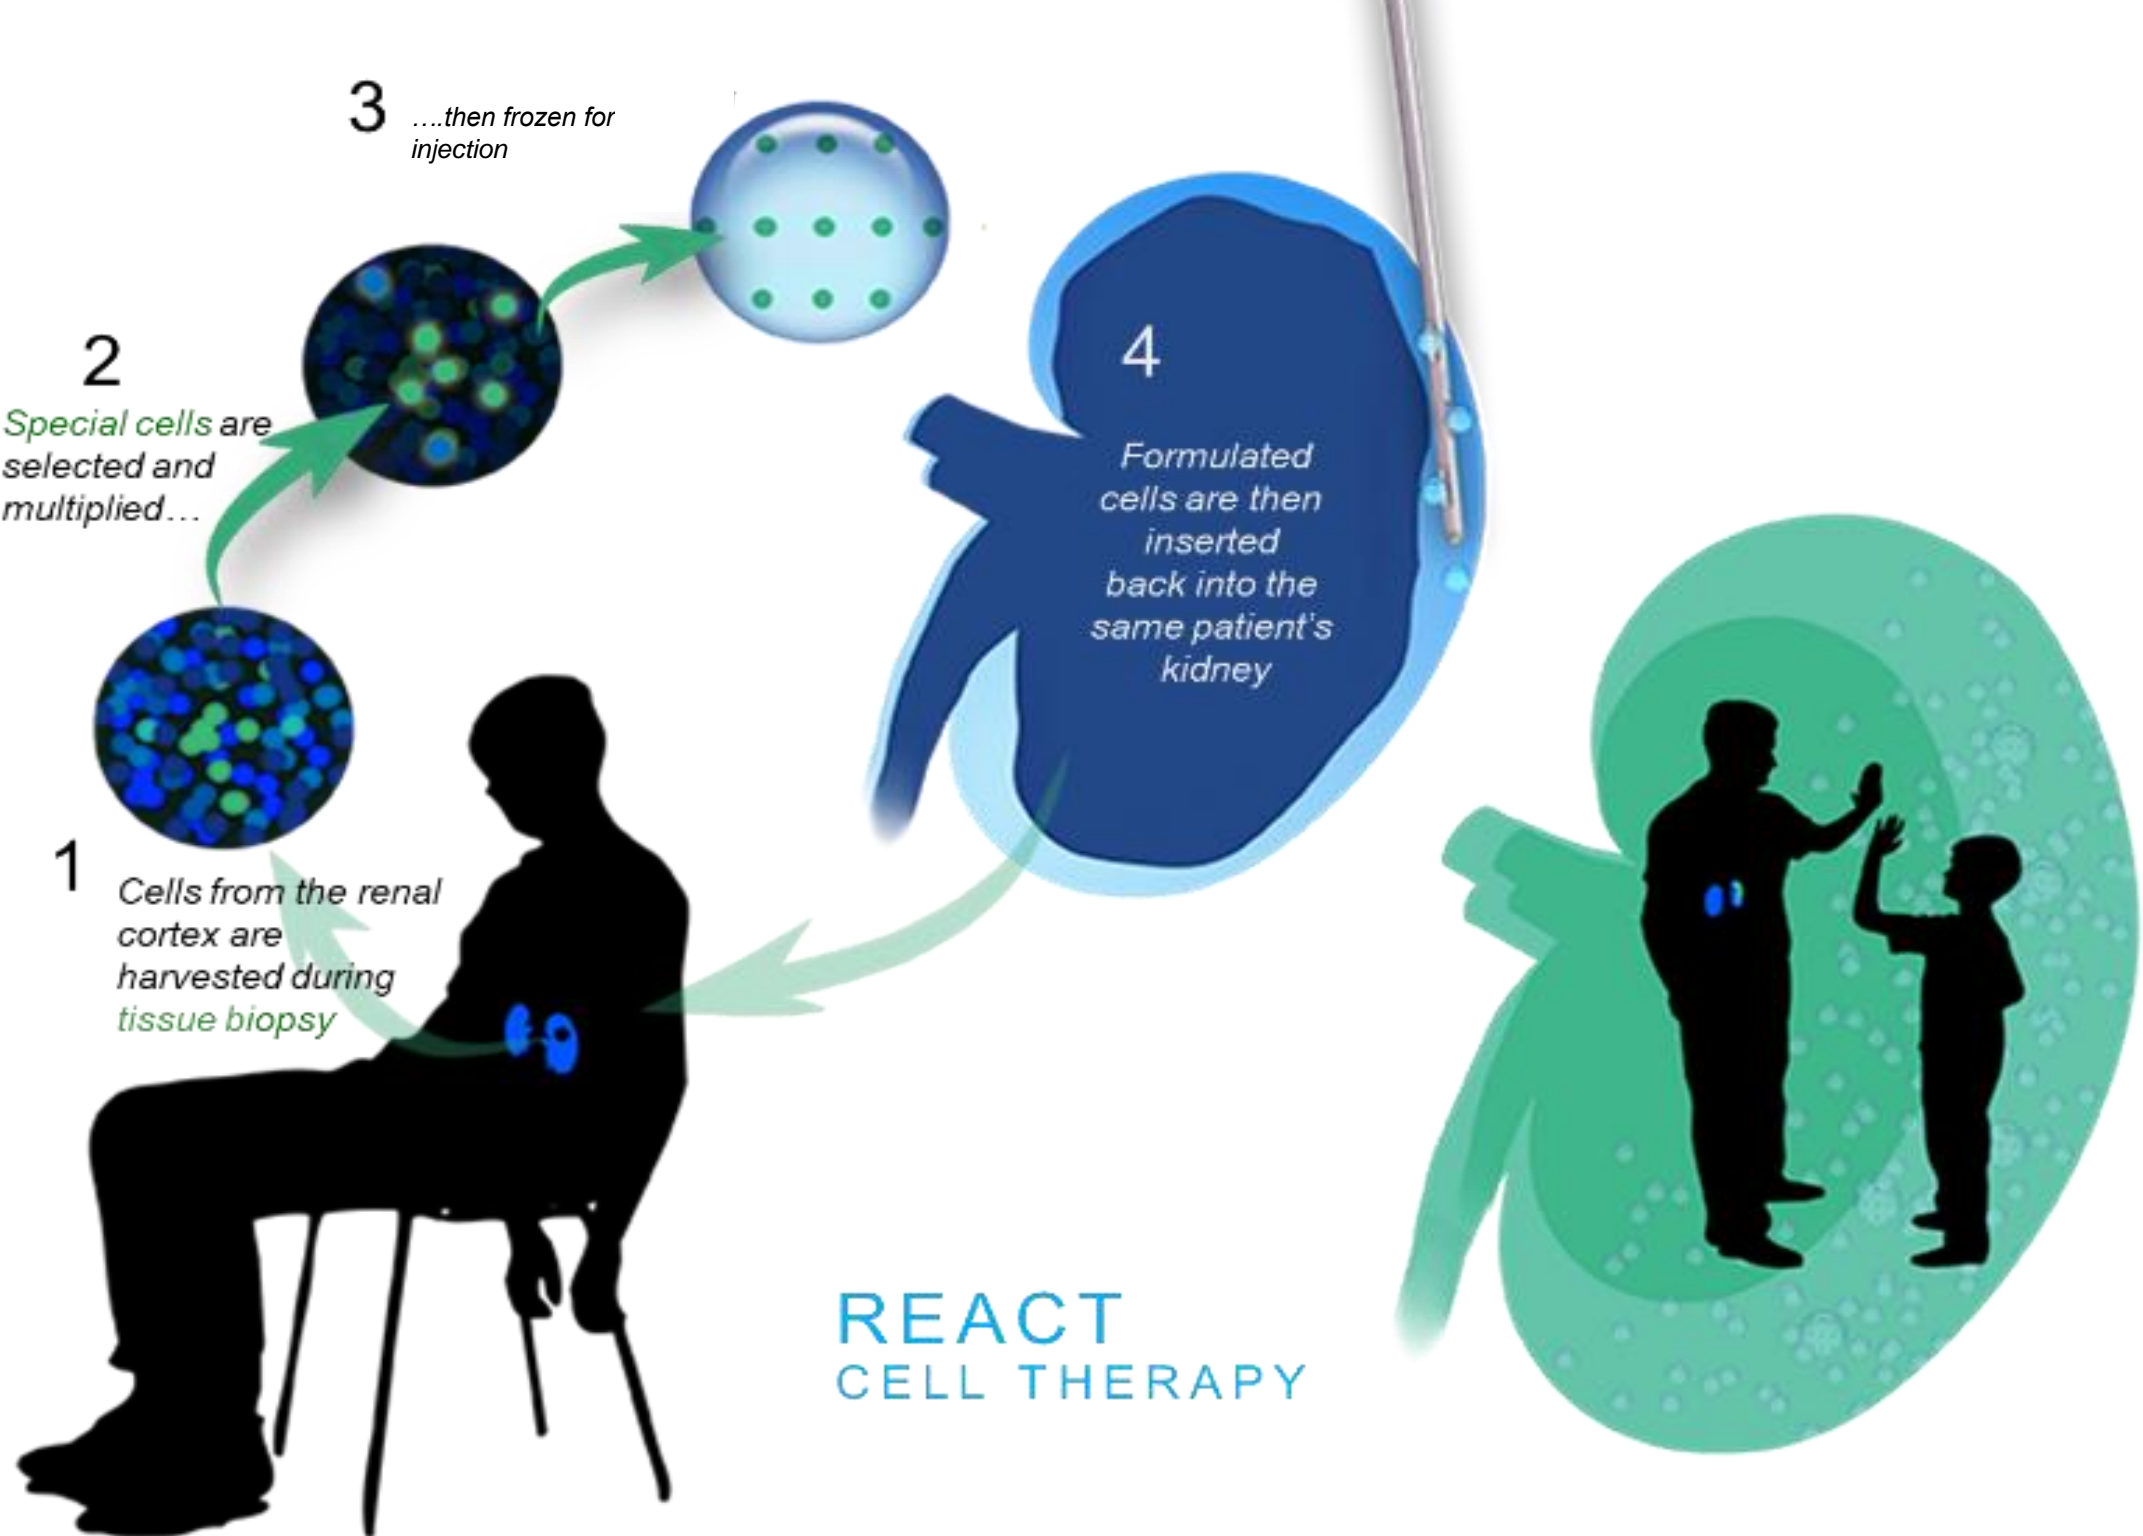 1
Cells from the renal
cortex are
harvested during
tissue biopsy
2
Special cells are
selected and
multiplied…
3
….then frozen for
injection
4
Formulated
cells are then
inserted
back into the
same patient's
kidney
REACT
CELL THERAPY